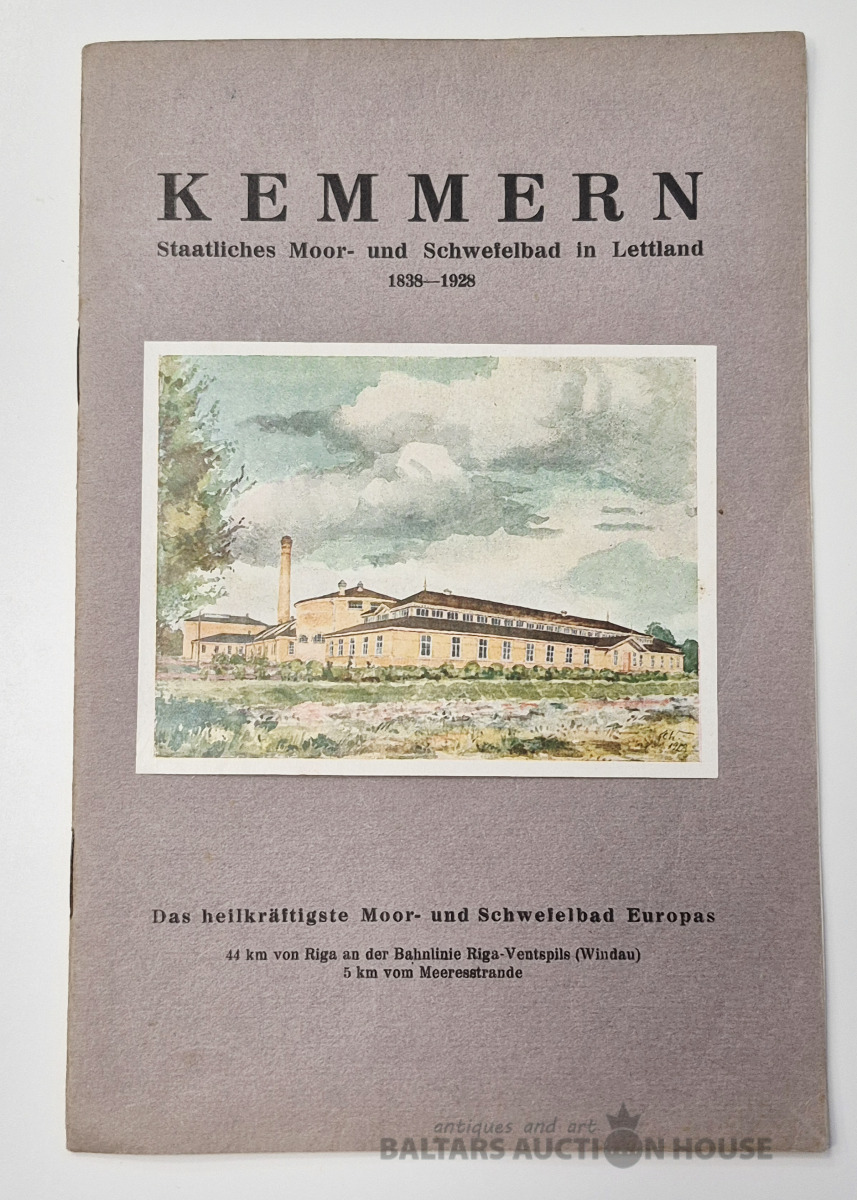 KEMMERN
Staatliches Moor- und Schwefelbad in Lettland
1838—1928
Das heilkräftigste Moor- und Schwefelbad Europas
44 km von Riga an der Bahnlinie Riga-Ventspils (Windau)
5 km vom Meeresstrande
antiques and art
BALTARS AUCTION HOUSE